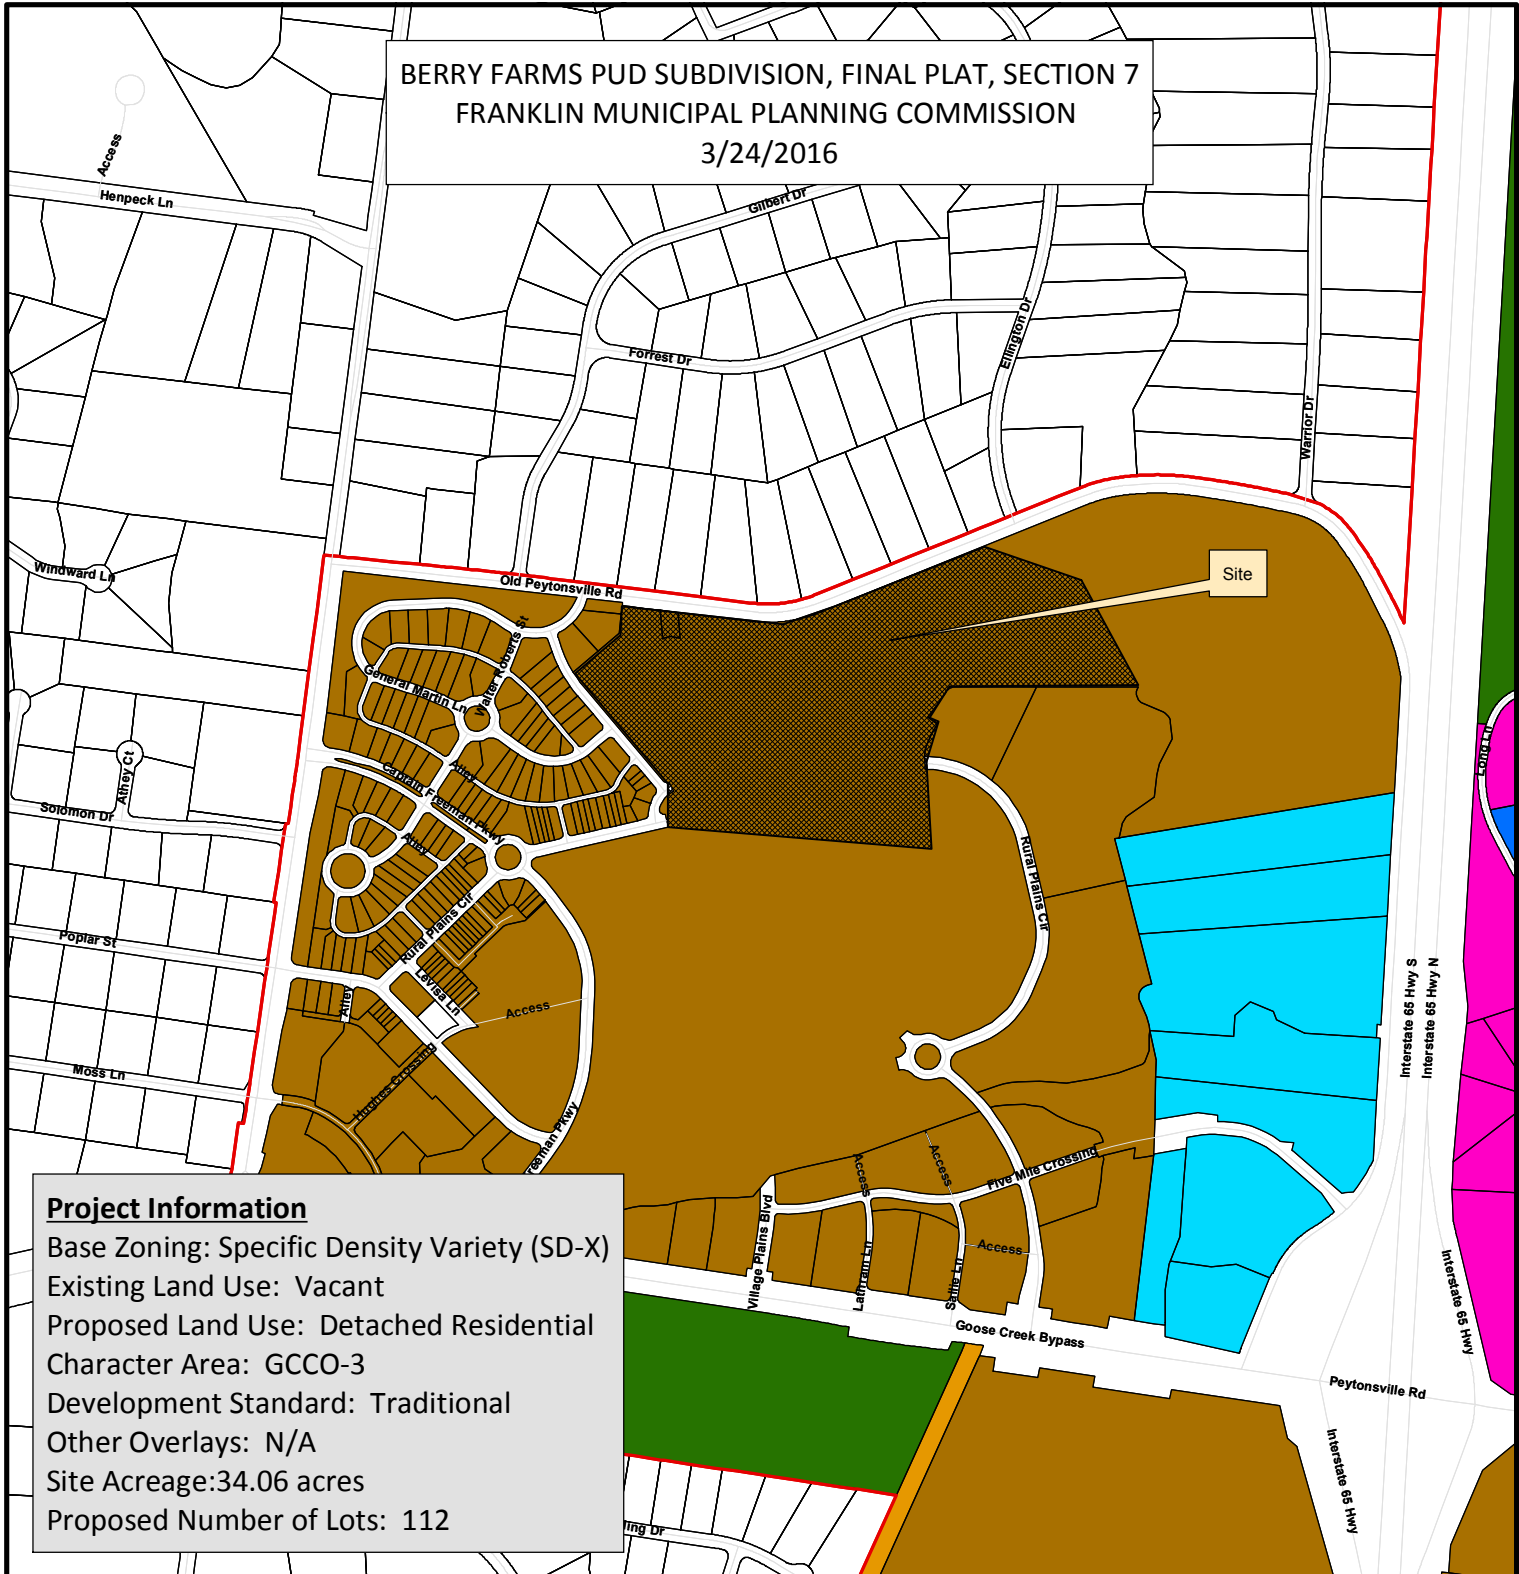 BERRY FARMS PUD SUBDIVISION, FINAL PLAT, SECTION 7
FRANKLIN MUNICIPAL PLANNING COMMISSION
3/24/2016
Access
Henpeck Ln
Gilbert Dr
Forrest Dr
Ellington Dr
Warrior Dr
Windward Ln
Old Peytonsville Rd
Site
Walter Roberts St
General Martin Ln
Long Ln
Athey Ct
Alley
Captain Freeman Pkwy
Solomon Dr
Alley
Rural Plains Cir
Rural Plains Cir
Poplar St
Levisa Ln
Alley
Access
Interstate 65 Hwy S
Interstate 65 Hwy N
Moss Ln
Hughes Crossing
reeman Pkwy
Access
Access
Five Mile Crossing
Village Plains Blvd
Lathram Ln
Sallie Ln
Access
Goose Creek Bypass
Interstate 65 Hwy
Peytonsville Rd
Interstate 65 Hwy
Project Information
Base Zoning: Specific Density Variety (SD-X)
Existing Land Use: Vacant
Proposed Land Use: Detached Residential
Character Area: GCCO-3
Development Standard: Traditional
Other Overlays: N/A
Site Acreage:34.06 acres
Proposed Number of Lots: 112
ling Dr